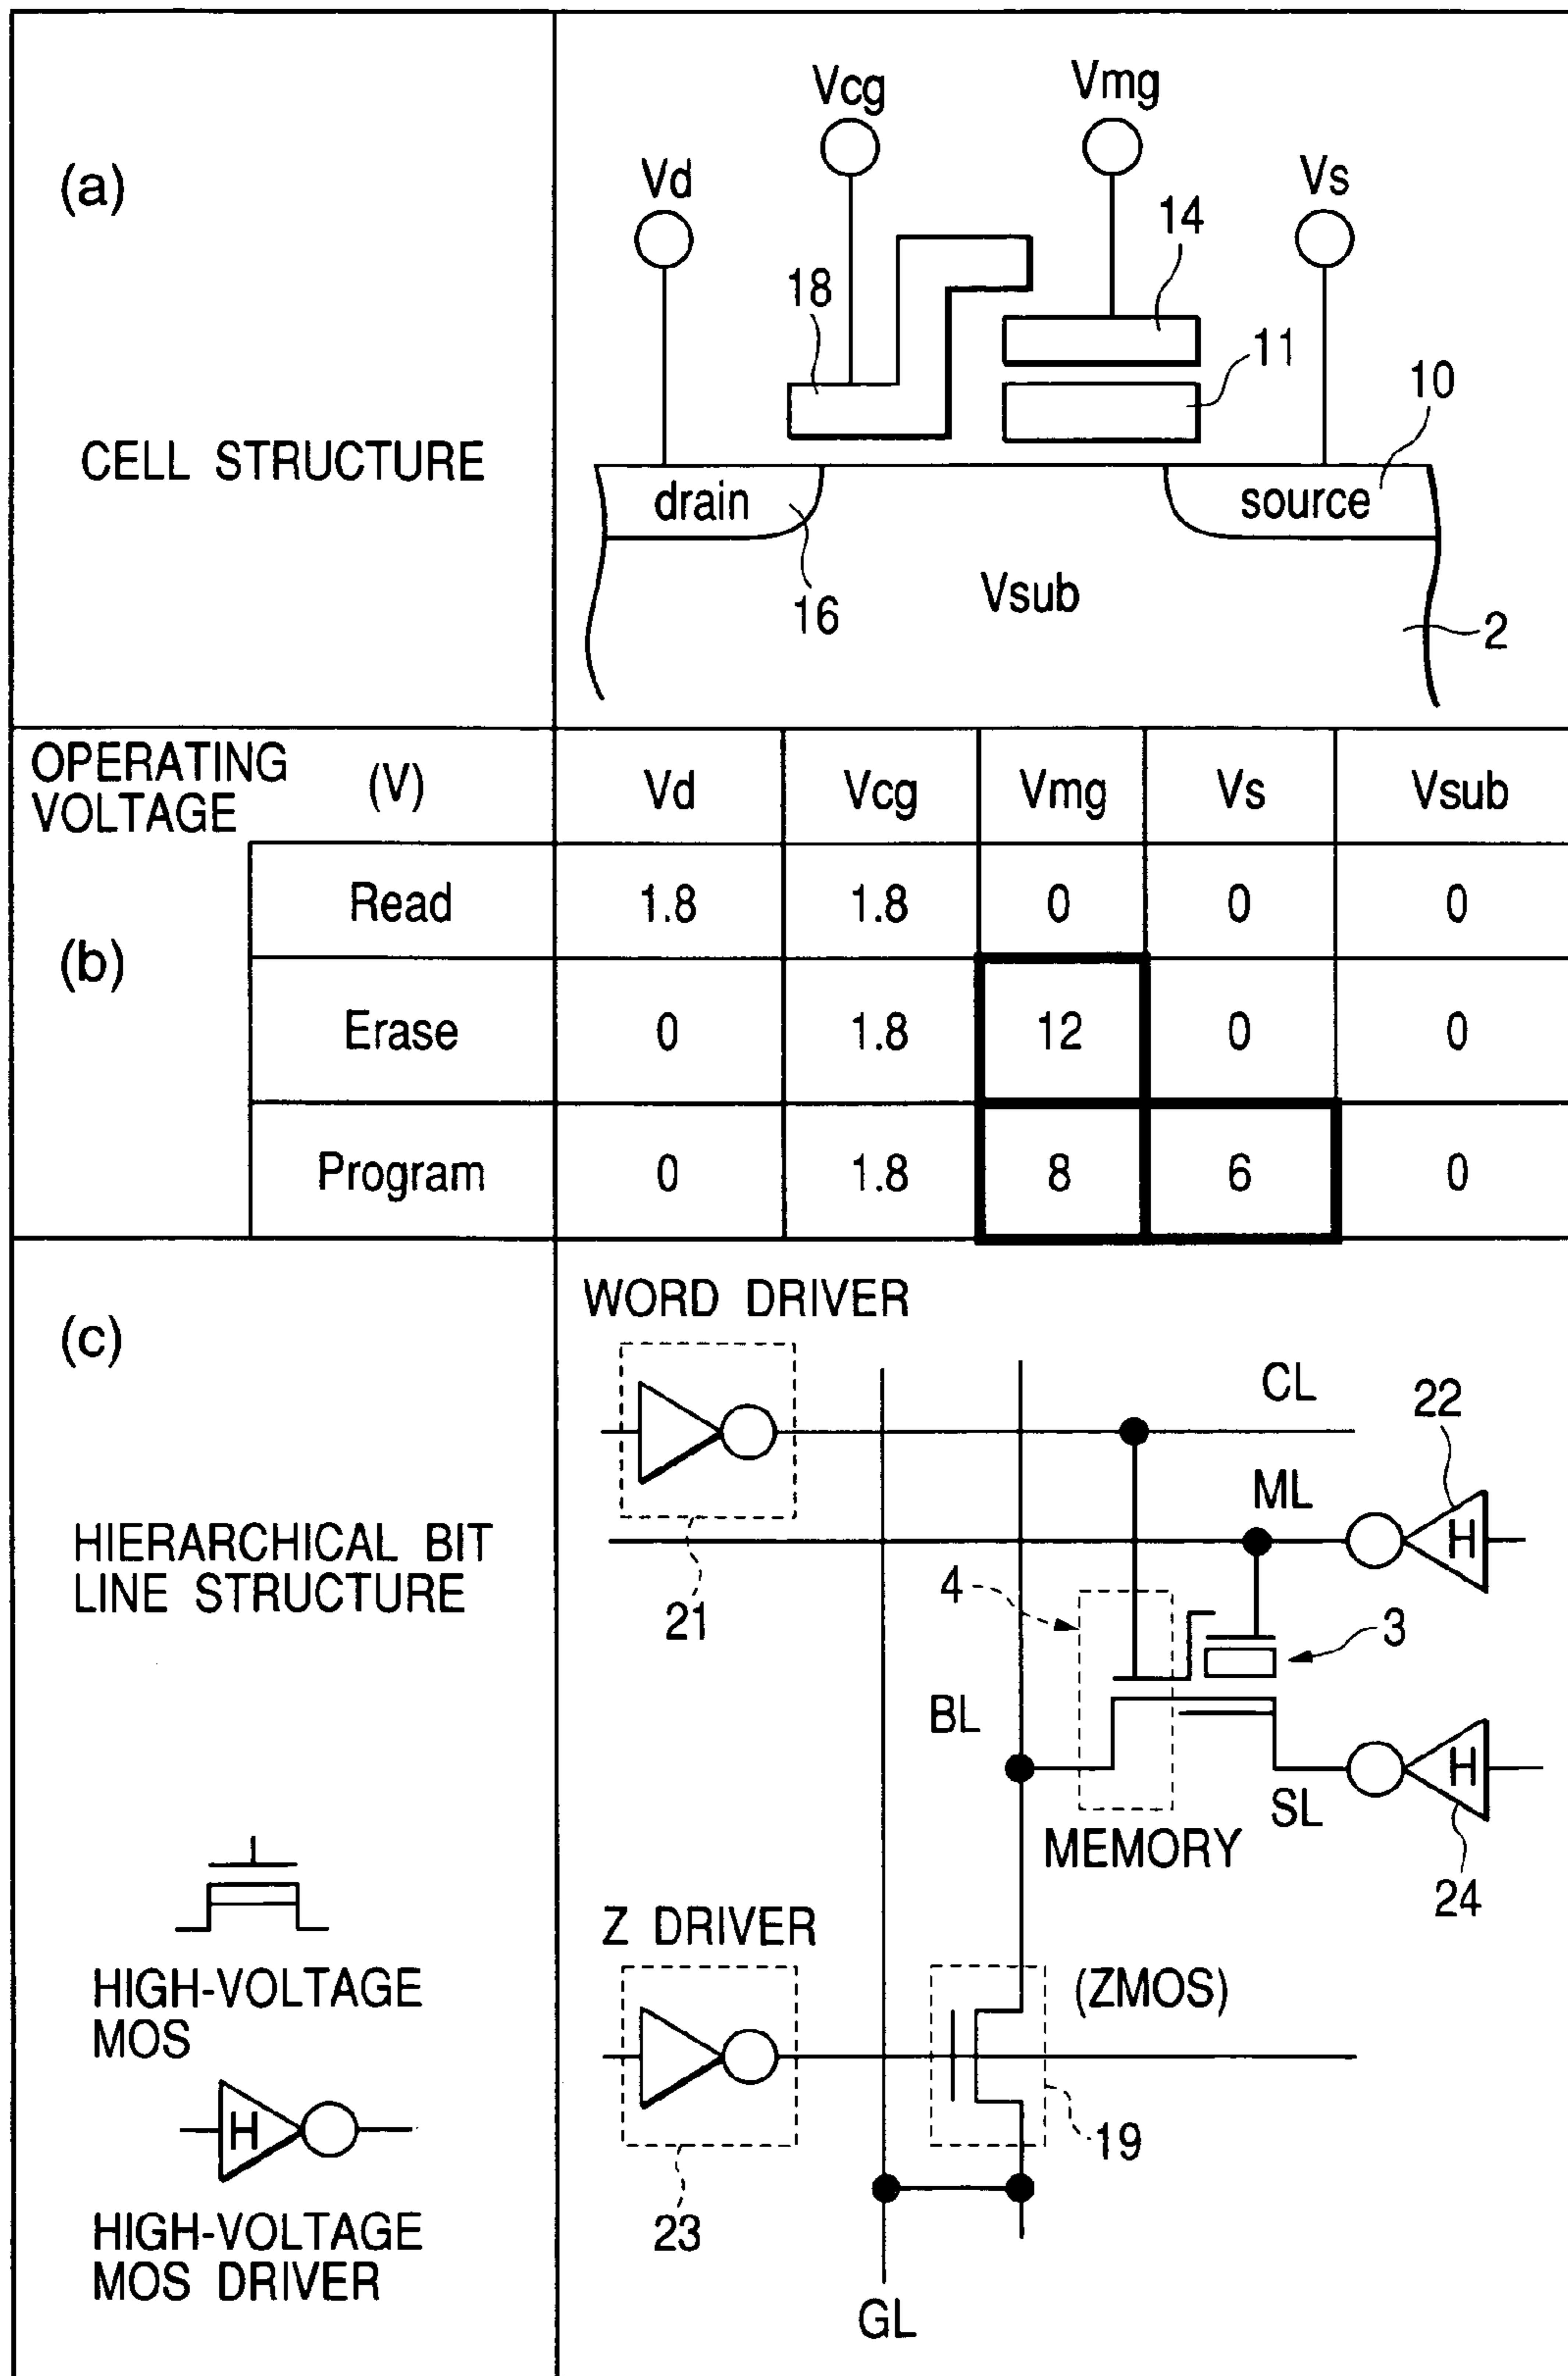 (a)
CELL STRUCTURE
Vd
Vcg
Vmg
Vs
18
14
11
10
drain
source
16
Vsub
2
OPERATING
VOLTAGE
(V) Vd Vcg Vmg Vs Vsub
(b)
Read 1.8 1.8 0 0 0
Erase 0 1.8 12 0 0
Program 0 1.8 8 6 0
(c)
HIERARCHICAL BIT
LINE STRUCTURE
HIGH-VOLTAGE
MOS
H
HIGH-VOLTAGE
MOS DRIVER
WORD DRIVER
21
CL
22
ML
H
4
3
BL
H
SL
MEMORY
24
Z DRIVER
(ZMOS)
19
23
GL